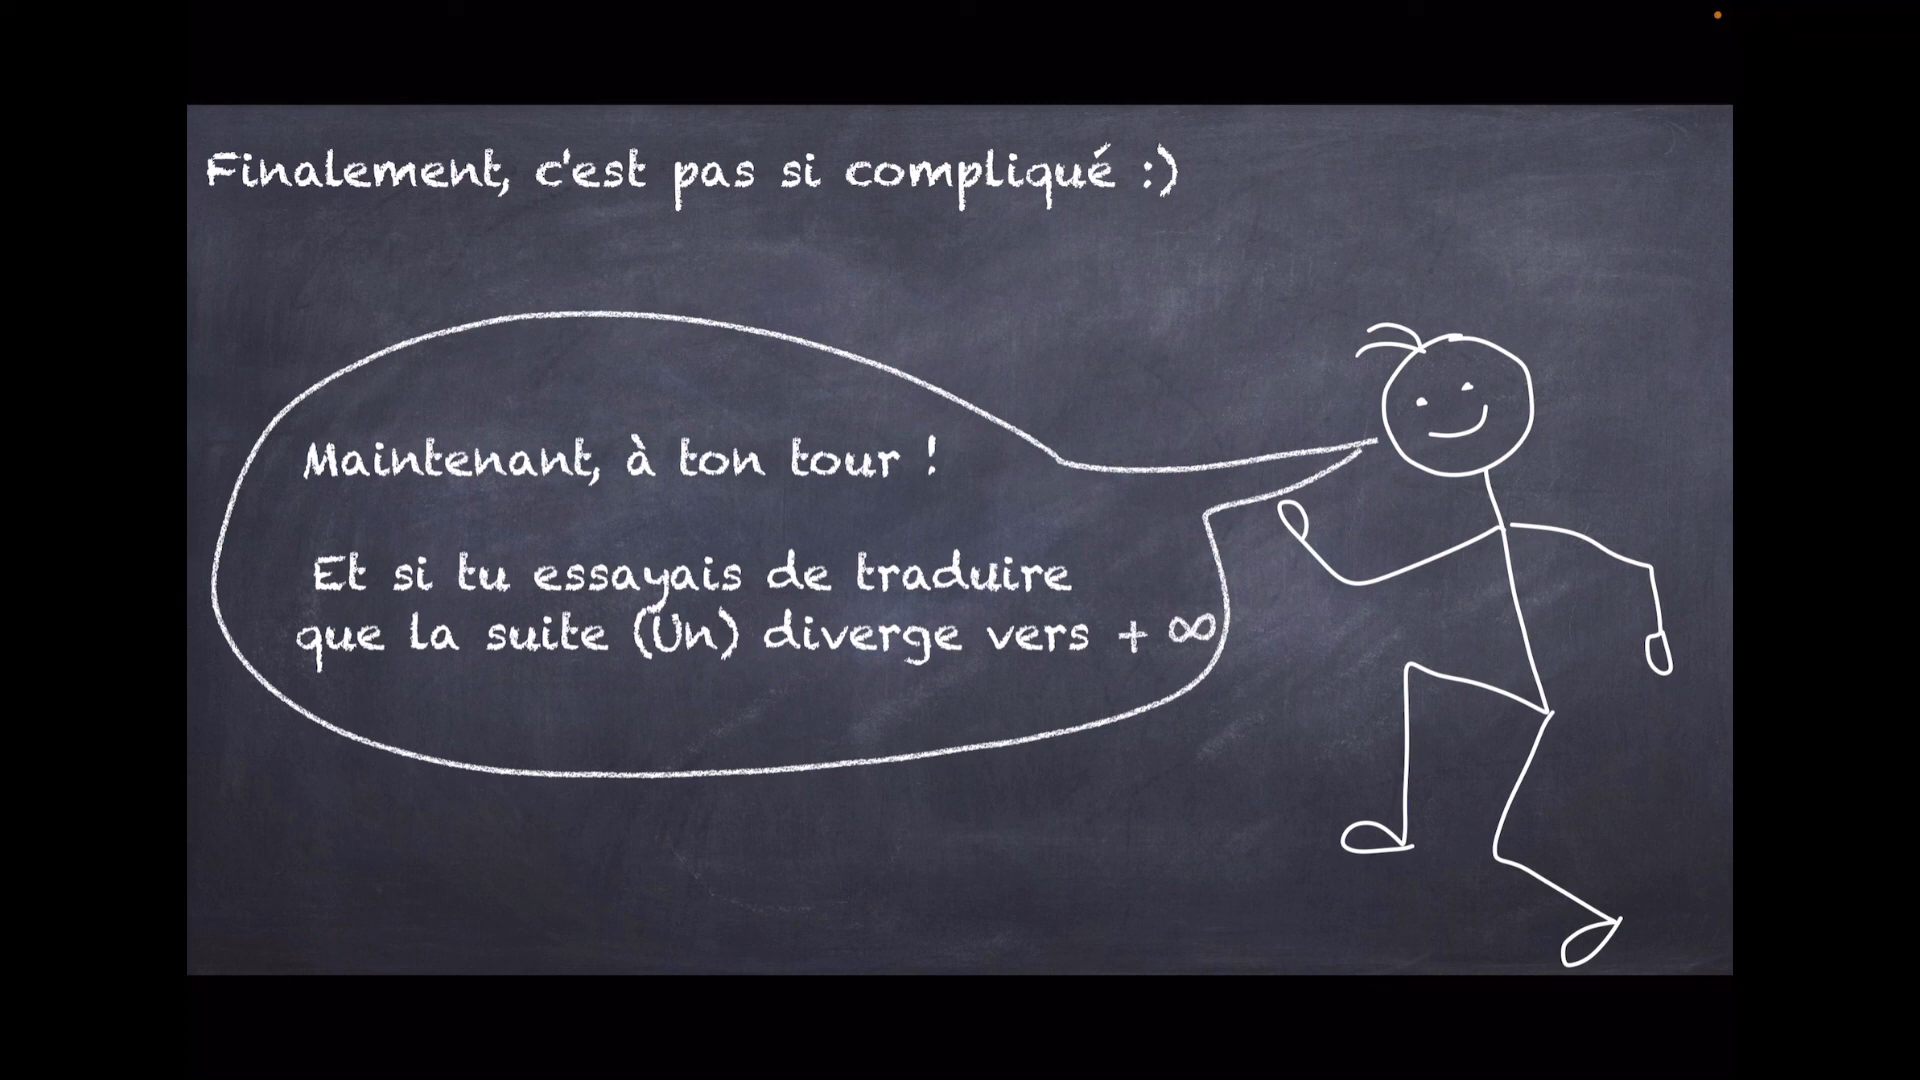 Finalement, c'est pas si compliqué :)
Maintenant, à ton tour !
Et si tu essayais de traduire
que la suite (Un) diverge vers + ∞